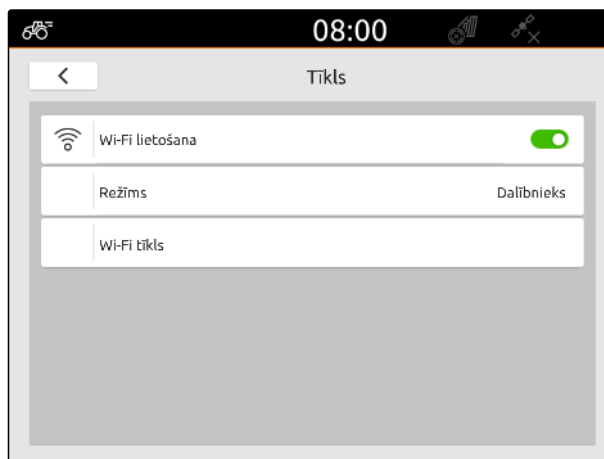 08:00
Tīkls
Wi-Fi lietošana
Režīms Dalībnieks
Wi-Fi tīkls